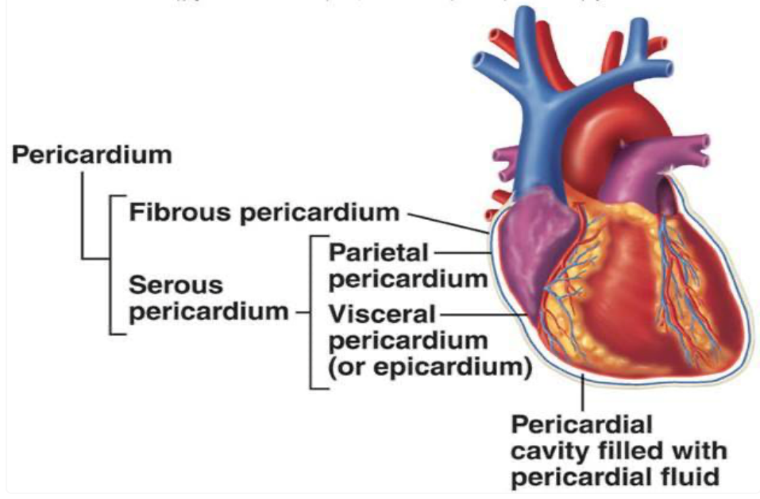 Pericardium
Fibrous pericardium
Serous
pericardium
Parietal
pericardium
Visceral
pericardium
(or epicardium)
Pericardial
cavity filled with
pericardial fluid